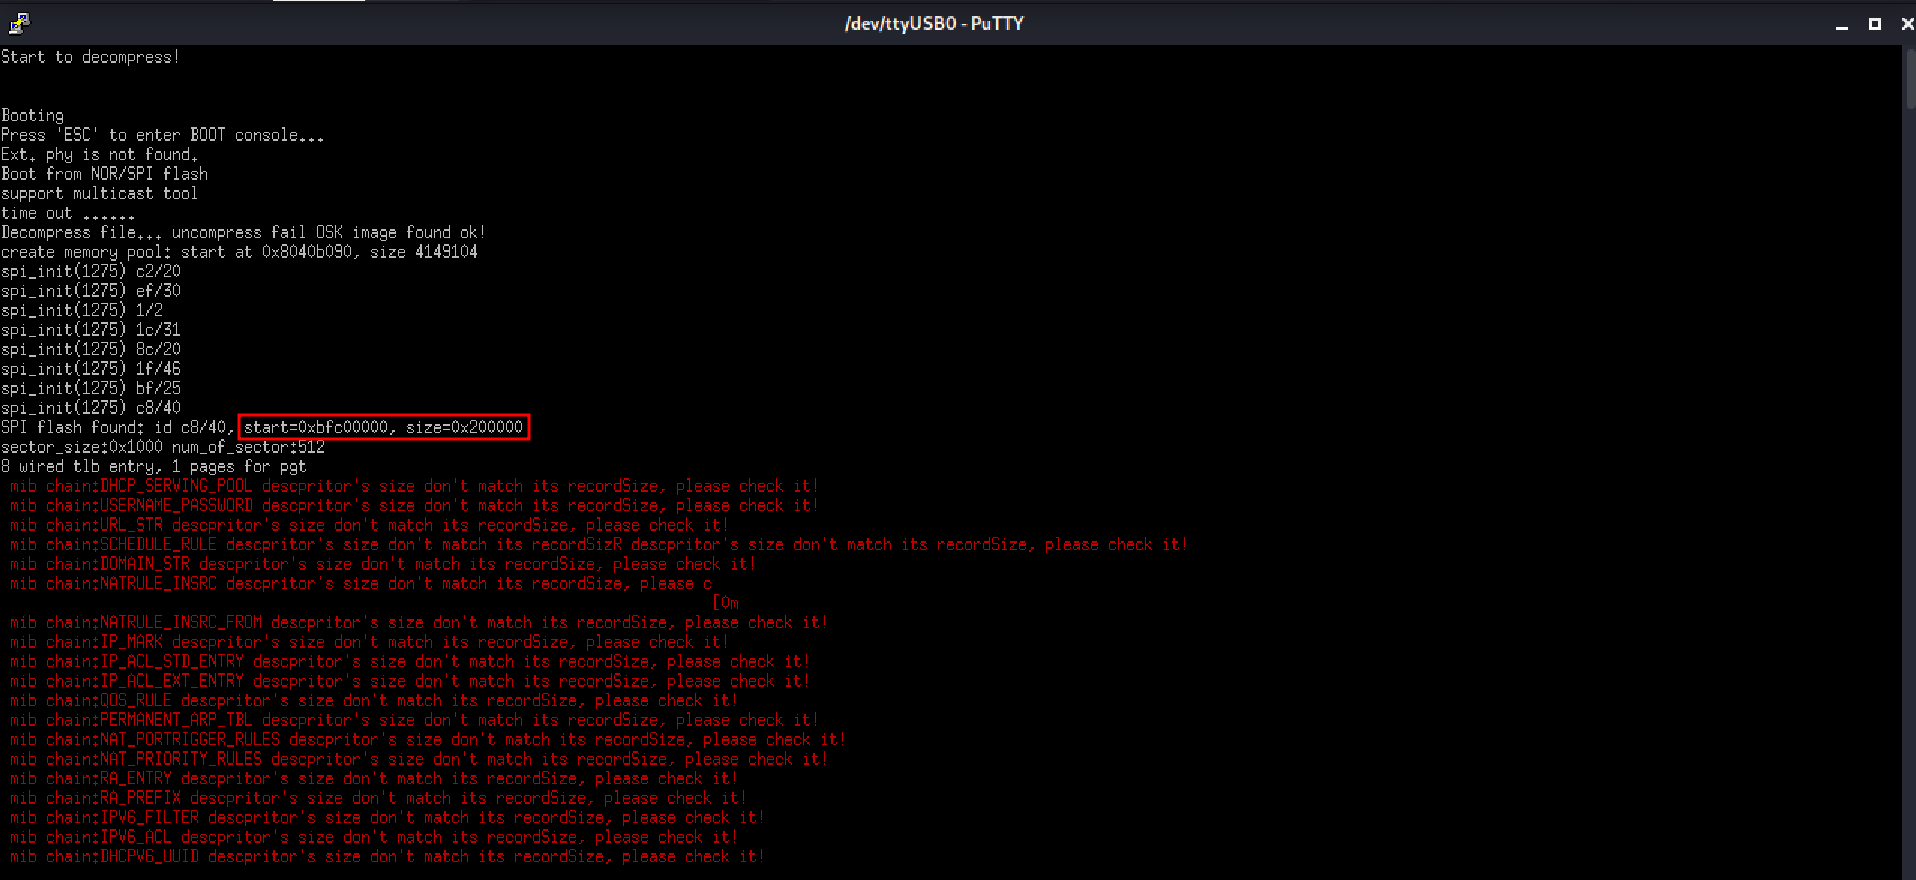 /dev/ttyUSB0 - PuTTY
Start to decompress!
Booting
Press 'ESC' to enter BOOT console...
Ext. phy is not found.
Boot from NOR/SPI flash
support multicast tool
time out ......
Decompress file... uncompress fail OSK image found ok!
create memory pool: start at 0x8040b090, size 4149104
spi_init(1275) c2/20
spi_init(1275) ef/30
spi_init(1275) 1/2
spi_init(1275) 1c/31
spi_init(1275) 8c/20
spi_init(1275) 1f/46
spi_init(1275) bf/25
spi_init(1275) c8/40
SPI flash found: id c8/40, start=0xbfc00000, size=0x200000
sector_size:0x1000 num_of_sector:512
8 wired tlb entry, 1 pages for pgt
mib chain:DHCP_SERVING_POOL descpritor's size don't match its recordSize, please check it!
mib chain:USERNAME_PASSWORD descpritor's size don't match its recordSize, please check it!
mib chain:URL_STR descpritor's size don't match its recordSize, please check it!
mib chain:SCHEDULE_RULE descpritor's size don't match its recordSizR descpritor's size don't match its recordSize, please check it!
mib chain:DOMAIN_STR descpritor's size don't match its recordSize, please check it!
mib chain:NATRULE_INSRC descpritor's size don't match its recordSize, please c
[0m
mib chain:NATRULE_INSRC_FROM descpritor's size don't match its recordSize, please check it!
mib chain:IP_MARK descpritor's size don't match its recordSize, please check it!
mib chain:IP_ACL_STD_ENTRY descpritor's size don't match its recordSize, please check it!
mib chain:IP_ACL_EXT_ENTRY descpritor's size don't match its recordSize, please check it!
mib chain:QOS_RULE descpritor's size don't match its recordSize, please check it!
mib chain:PERMANENT_ARP_TBL descpritor's size don't match its recordSize, please check it!
mib chain:NAT_PORTRIGGER_RULES descpritor's size don't match its recordSize, please check it!
mib chain:NAT_PRIORITY_RULES descpritor's size don't match its recordSize, please check it!
mib chain:RA_ENTRY descpritor's size don't match its recordSize, please check it!
mib chain:RA_PREFIX descpritor's size don't match its recordSize, please check it!
mib chain:IPV6_FILTER descpritor's size don't match its recordSize, please check it!
mib chain:IPV6_ACL descpritor's size don't match its recordSize, please check it!
mib chain:DHCPV6_UUID descpritor's size don't match its recordSize, please check it!